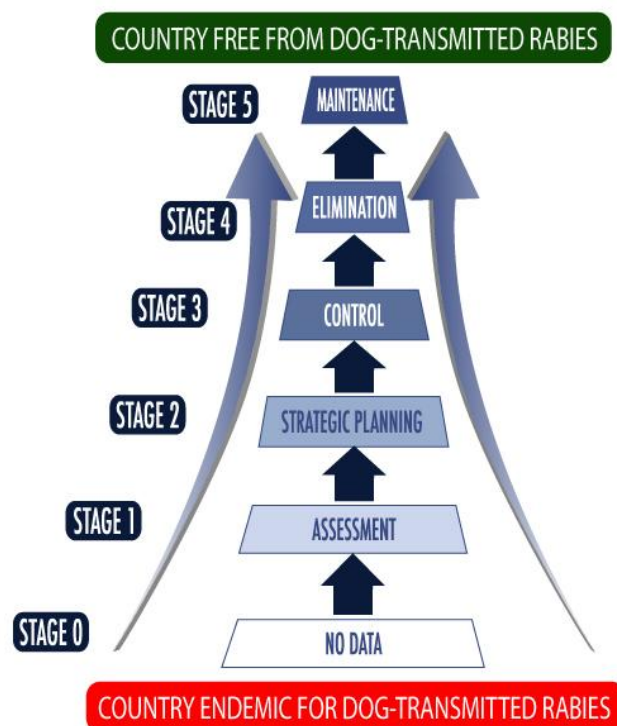 COUNTRY FREE FROM DOG-TRANSMITTED RABIES
STAGE 5
MAINTENANCE
STAGE 4
ELIMINATION
STAGE 3
CONTROL
STAGE 2
STRATEGIC PLANNING
STAGE 1
ASSESSMENT
STAGE 0
NO DATA
COUNTRY ENDEMIC FOR DOG-TRANSMITTED RABIES